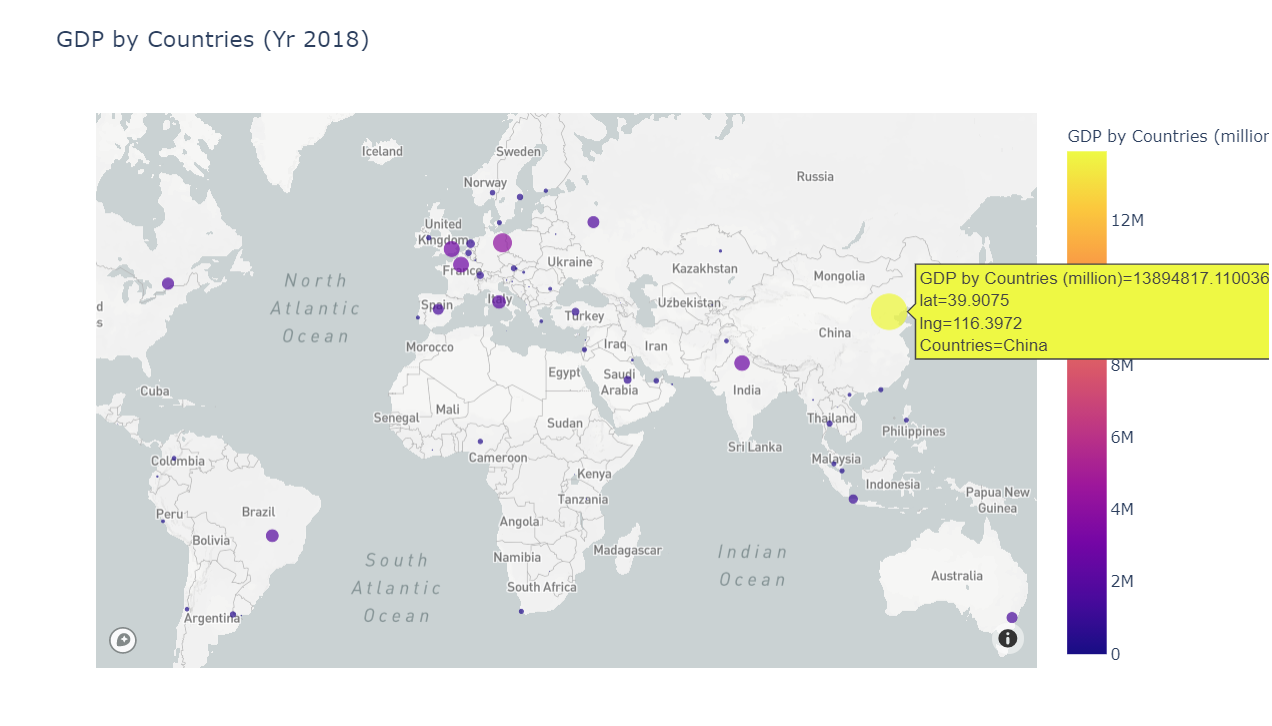 GDP by Countries (Yr 2018)
GDP by Countries (million
Iceland
Sweden
Russia
Norway
United
Kingdom
Ukraine
France
Kazakhstan
Mongolia
North
Atlantic
Ocean
d
s
Spain
Italy
Turkey
Uzbekistan
China
Morocco
Iraq
Iran
Cuba
Egypt
Saudi
Arabia
India
Senegal
Mali
Sudan
Thailand
Philippines
Sri Lanka
Colombia
Cameroon
Malaysia
Kenya
Indonesia
Tanzania
Papua New
Guinea
Peru
Brazil
Angola
Bolivia
Madagascar
Namibia
South
Atlantic
Ocean
Indian
Ocean
South Africa
Australia
Argentina
GDP by Countries (million)=13894817.110036
lat=39.9075
lng=116.3972
Countries=China
12M
8M
6M
4M
2M
0